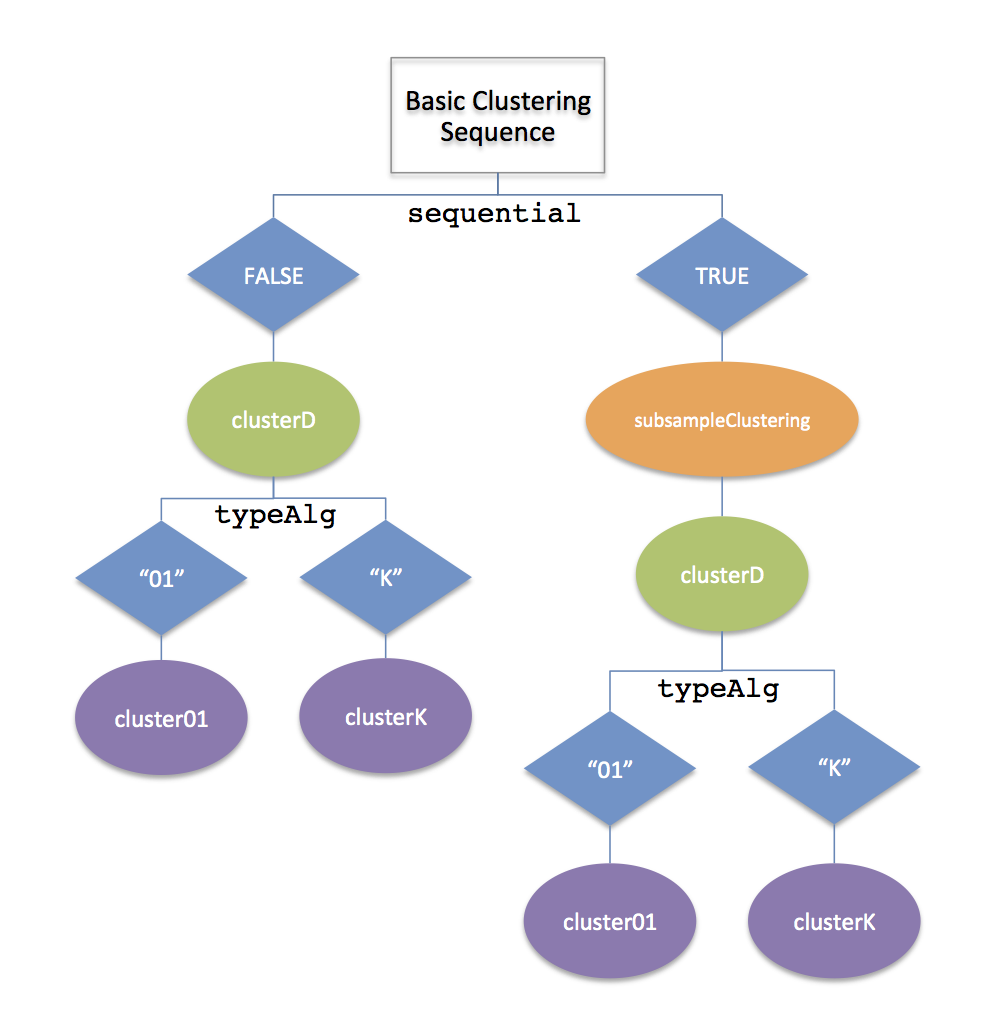 Basic Clustering
Sequence
sequential
FALSE
TRUE
clusterD
subsampleClustering
typeAlg
“01”
“K”
clusterD
cluster01
clusterK
typeAlg
“01”
“K”
cluster01
clusterK